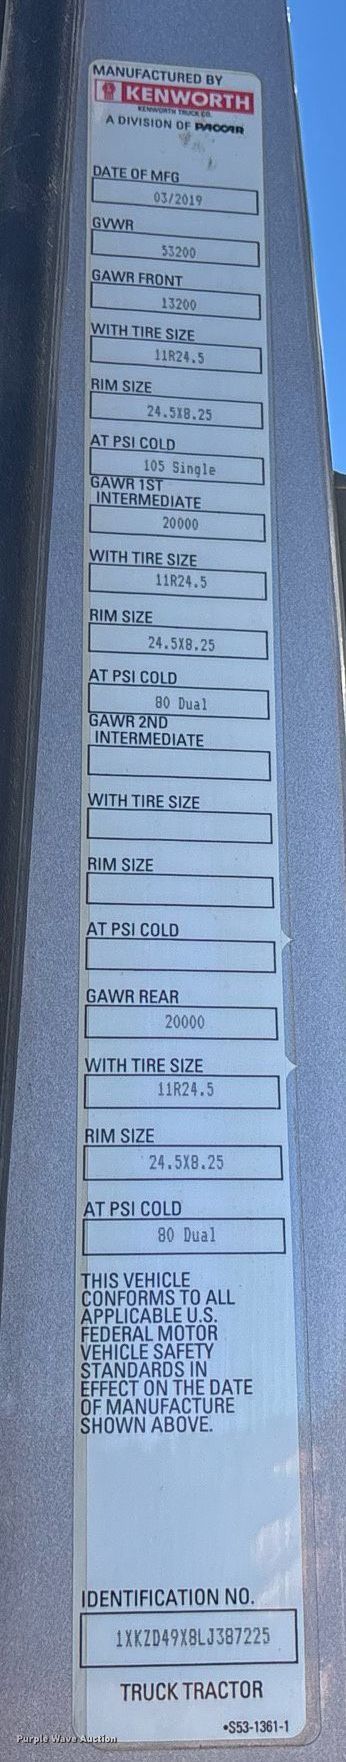 MANUFACTURED BY
KENWORTH
KENWORTH TRUCK CO.
A DIVISION OF PACCAR
DATE OF MFG
03/2019
GVWR
53200
GAWR FRONT
13200
WITH TIRE SIZE
11R24.5
RIM SIZE
24.5X8.25
AT PSI COLD
105 Single
GAWR 1ST
INTERMEDIATE
20000
WITH TIRE SIZE
11R24.5
RIM SIZE
24.5X8.25
AT PSI COLD
80 Dual
GAWR 2ND
INTERMEDIATE
WITH TIRE SIZE
RIM SIZE
AT PSI COLD
GAWR REAR
20000
WITH TIRE SIZE
11R24.5
RIM SIZE
24.5X8.25
AT PSI COLD
80 Dual
THIS VEHICLE
CONFORMS TO ALL
APPLICABLE U.S.
FEDERAL MOTOR
VEHICLE SAFETY
STANDARDS IN
EFFECT ON THE DATE
OF MANUFACTURE
SHOWN ABOVE.
IDENTIFICATION NO.
1XKZD49X8LJ387225
TRUCK TRACTOR
•S53-1361-1
Purple Wave Auction